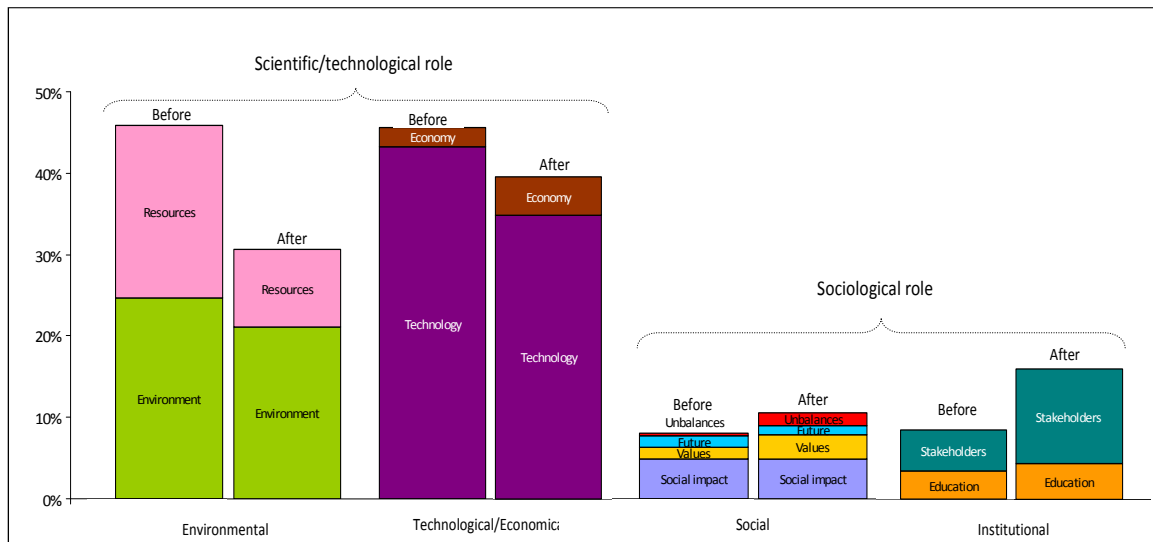 Scientific/technological role
50%
Before
Before
Economy
After
40%
Economy
Resources
After
30%
Resources
Technology
Sociological role
20%
Technology
After
Environment
Environment
Before
After
Before
10%
Unbalances
Unbalances
Stakeholders
Future
Future
Stakeholders
Values
Values
Social impact
Social impact
Education
Education
0%
Environmental
Technological/Economica
Social
Institutional